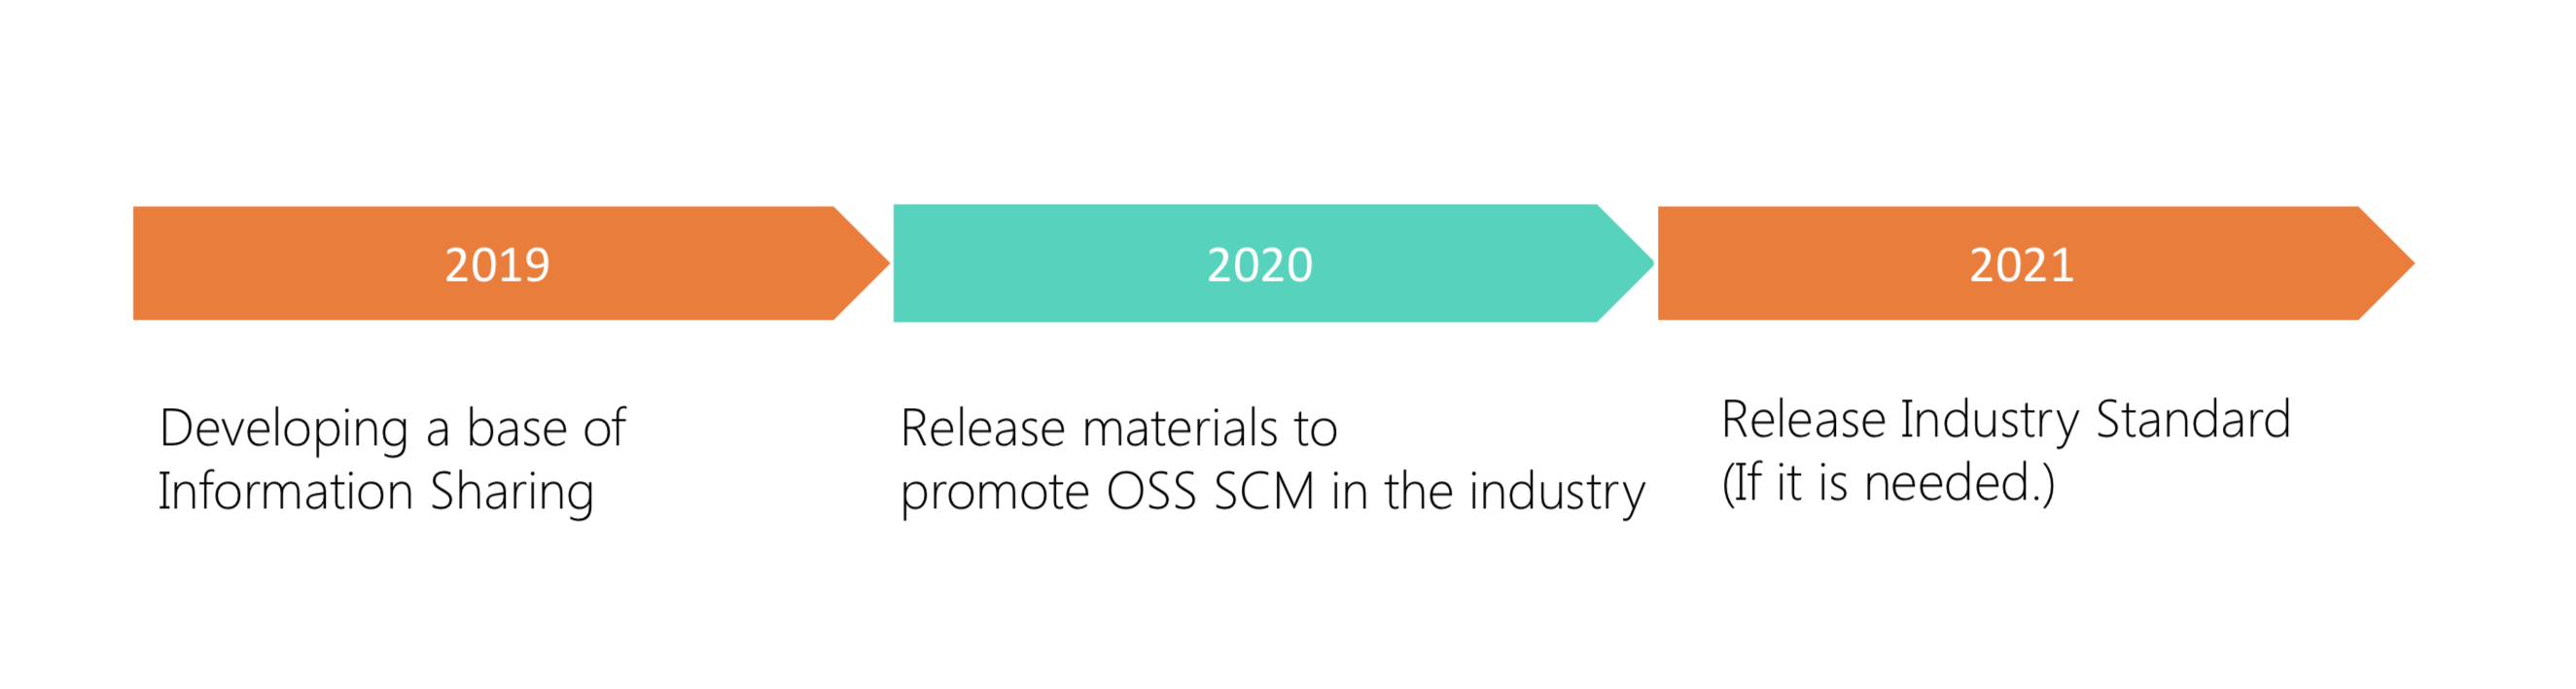 2019
2020
2021
Developing a base of
Information Sharing
Release materials to
promote OSS SCM in the industry
Release Industry Standard
(If it is needed.)